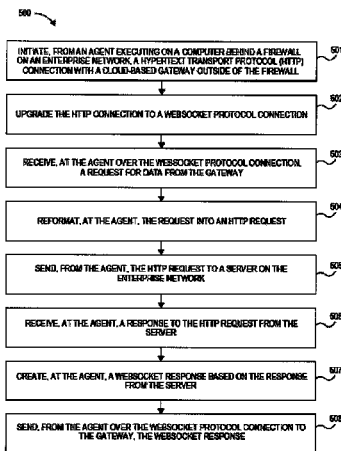 500
INITIATE, FROM AN AGENT EXECUTING ON A COMPUTER BEHIND A FIREWALL
ON AN ENTERPRISE NETWORK, A HYPERTEXT TRANSPORT PROTOCOL (HTTP)
CONNECTION WITH A CLOUD-BASED GATEWAY OUTSIDE OF THE FIREWALL
501
UPGRADE THE HTTP CONNECTION TO A WEBSOCKET PROTOCOL CONNECTION
502
RECEIVE, AT THE AGENT OVER THE WEBSOCKET PROTOCOL CONNECTION,
A REQUEST FOR DATA FROM THE GATEWAY
503
REFORMAT, AT THE AGENT, THE REQUEST INTO AN HTTP REQUEST
504
SEND, FROM THE AGENT, THE HTTP REQUEST TO A SERVER ON THE
ENTERPRISE NETWORK
505
RECEIVE, AT THE AGENT, A RESPONSE TO THE HTTP REQUEST FROM THE
SERVER
506
CREATE, AT THE AGENT, A WEBSOCKET RESPONSE BASED ON THE RESPONSE
FROM THE SERVER
507
SEND, FROM THE AGENT OVER THE WEBSOCKET PROTOCOL CONNECTION TO
THE GATEWAY, THE WEBSOCKET RESPONSE
508